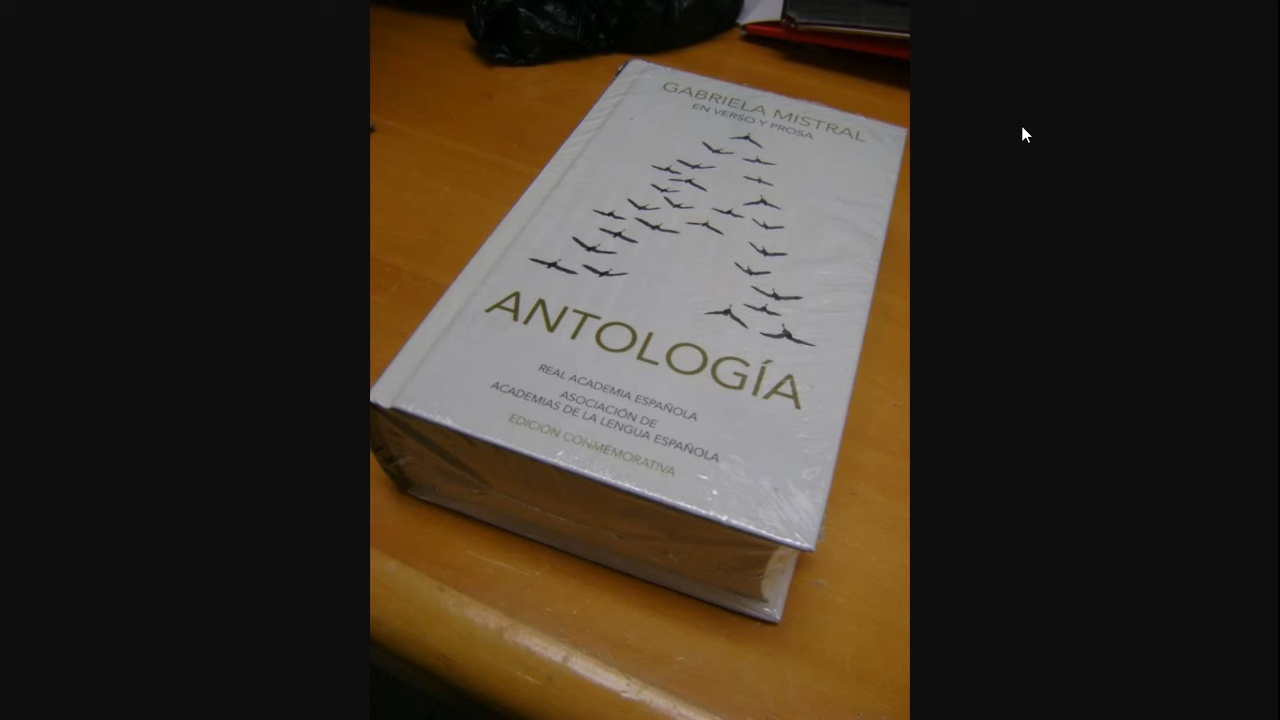 GABRIELA MISTRAL
EN VERSO Y PROSA
ANTOLOGÍA
REAL ACADEMIA ESPAÑOLA
ASOCIACIÓN DE
ACADEMIAS DE LA LENGUA ESPAÑOLA
EDICIÓN CONMEMORATIVA